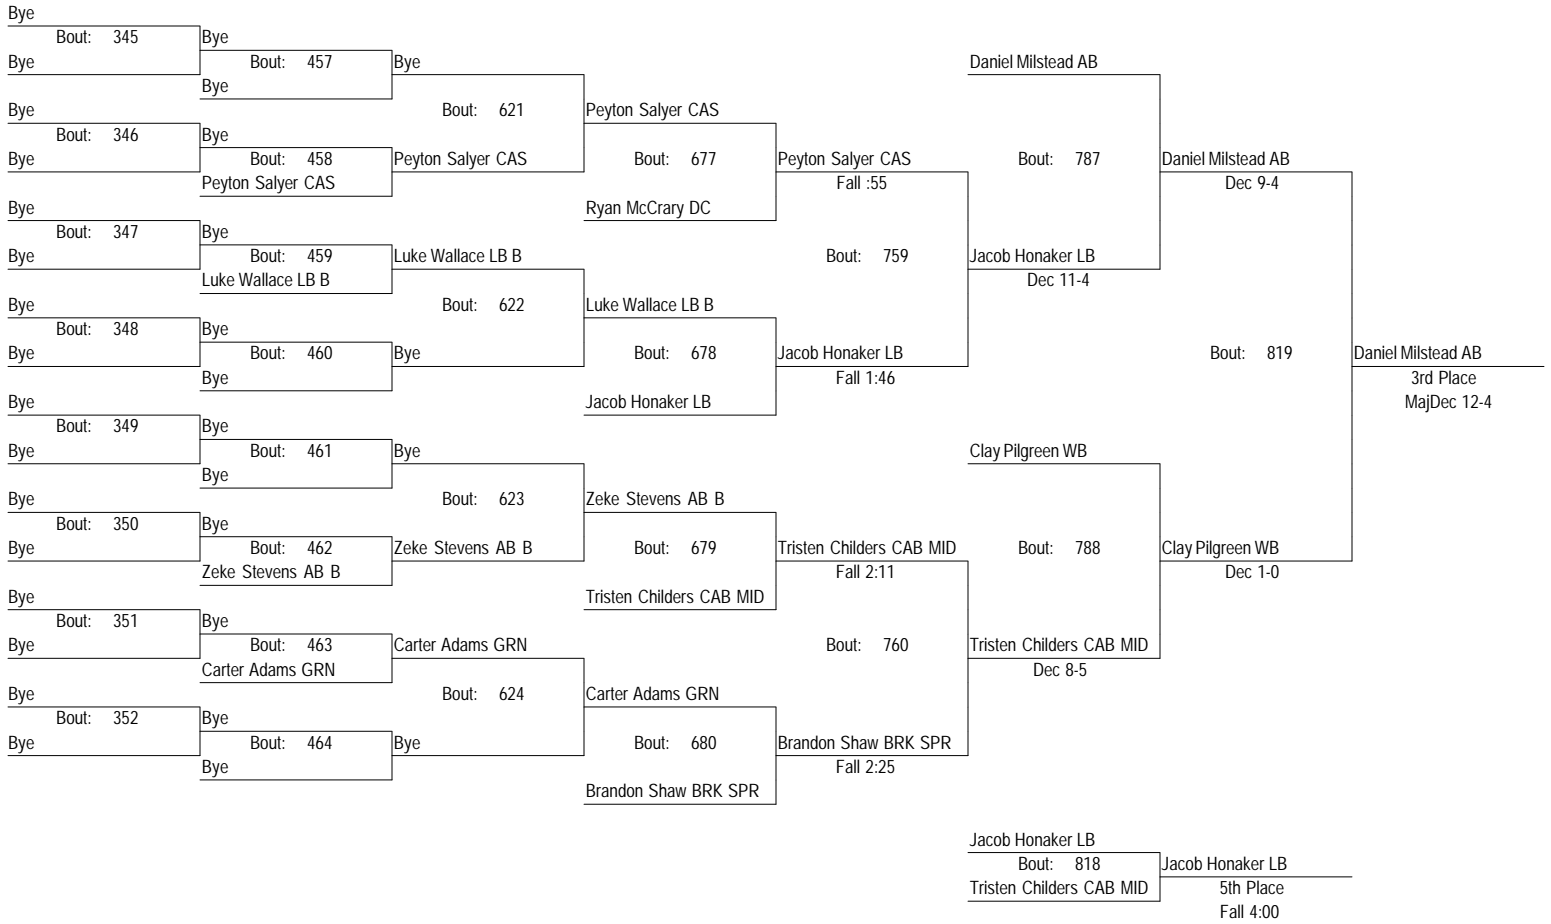 Bye
Bout: 345
Bye
Bye
Bout: 346
Bye
Bye
Bout: 347
Bye
Bye
Bout: 348
Bye
Bye
Bout: 349
Bye
Bye
Bout: 350
Bye
Bye
Bout: 351
Bye
Bye
Bout: 352
Bye
Bye
Bout: 457
Bye
Bye
Bout: 458
Peyton Salyer CAS
Bye
Bout: 459
Luke Wallace LB B
Bye
Bout: 460
Bye
Bye
Bout: 461
Bye
Bye
Bout: 462
Zeke Stevens AB B
Bye
Bout: 463
Carter Adams GRN
Bye
Bout: 464
Bye
Bye
Bout: 621
Peyton Salyer CAS
Luke Wallace LB B
Bout: 622
Bye
Bye
Bout: 623
Zeke Stevens AB B
Carter Adams GRN
Bout: 624
Bye
Peyton Salyer CAS
Bout: 677
Ryan McCrary DC
Luke Wallace LB B
Bout: 678
Jacob Honaker LB
Zeke Stevens AB B
Bout: 679
Tristen Childers CAB MID
Carter Adams GRN
Bout: 680
Brandon Shaw BRK SPR
Peyton Salyer CAS
Fall :55
Bout: 759
Jacob Honaker LB
Fall 1:46
Tristen Childers CAB MID
Fall 2:11
Bout: 760
Brandon Shaw BRK SPR
Fall 2:25
Daniel Milstead AB
Bout: 787
Jacob Honaker LB
Dec 11-4
Clay Pilgreen WB
Bout: 788
Tristen Childers CAB MID
Dec 8-5
Daniel Milstead AB
Dec 9-4
Bout: 819
Clay Pilgreen WB
Dec 1-0
Daniel Milstead AB
3rd Place
MajDec 12-4
Jacob Honaker LB
Bout: 818
Tristen Childers CAB MID
Jacob Honaker LB
5th Place
Fall 4:00